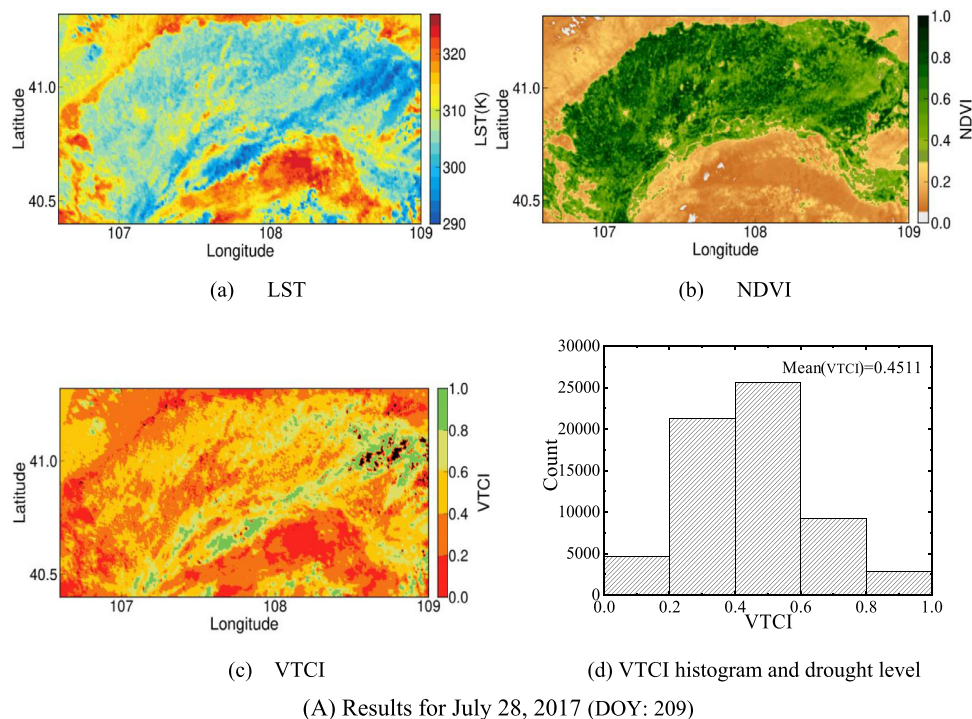 Latitude
41.0
40.5
107
108
109
Longitude
320
310
300
290
LST(K)
(a) LST
Latitude
41.0
40.5
107
108
109
Longitude
1.0
0.8
0.6
0.4
0.2
0.0
NDVI
(b) NDVI
Latitude
41.0
40.5
107
108
109
Longitude
1.0
0.8
0.6
0.4
0.2
0.0
VTCI
(c) VTCI
Mean(VTCI)=0.4511
Count
30000
25000
20000
15000
10000
5000
0
0.0
0.2
0.4
0.6
0.8
1.0
VTCI
(d) VTCI histogram and drought level
(A) Results for July 28, 2017 (DOY: 209)